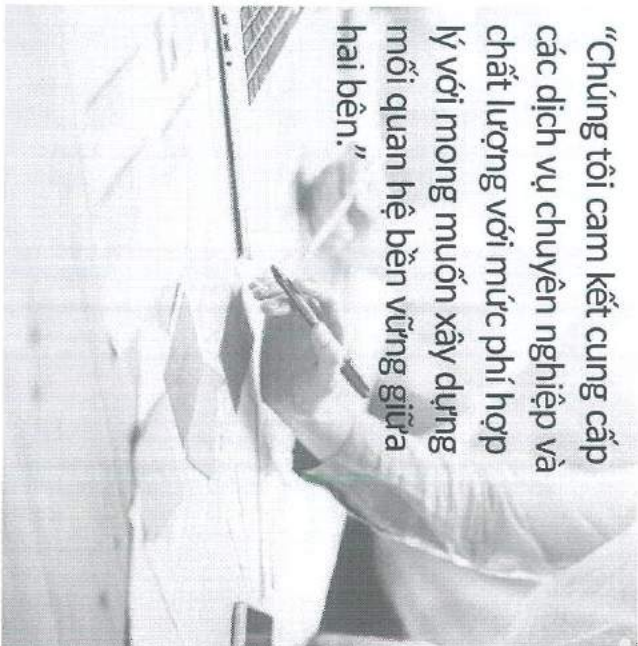 “Chúng tôi cam kết cung cấp
các dịch vụ chuyên nghiệp và
chất lượng với mức phí hợp
lý với mong muốn xây dựng
mối quan hệ bền vững giữa
hai bên.”